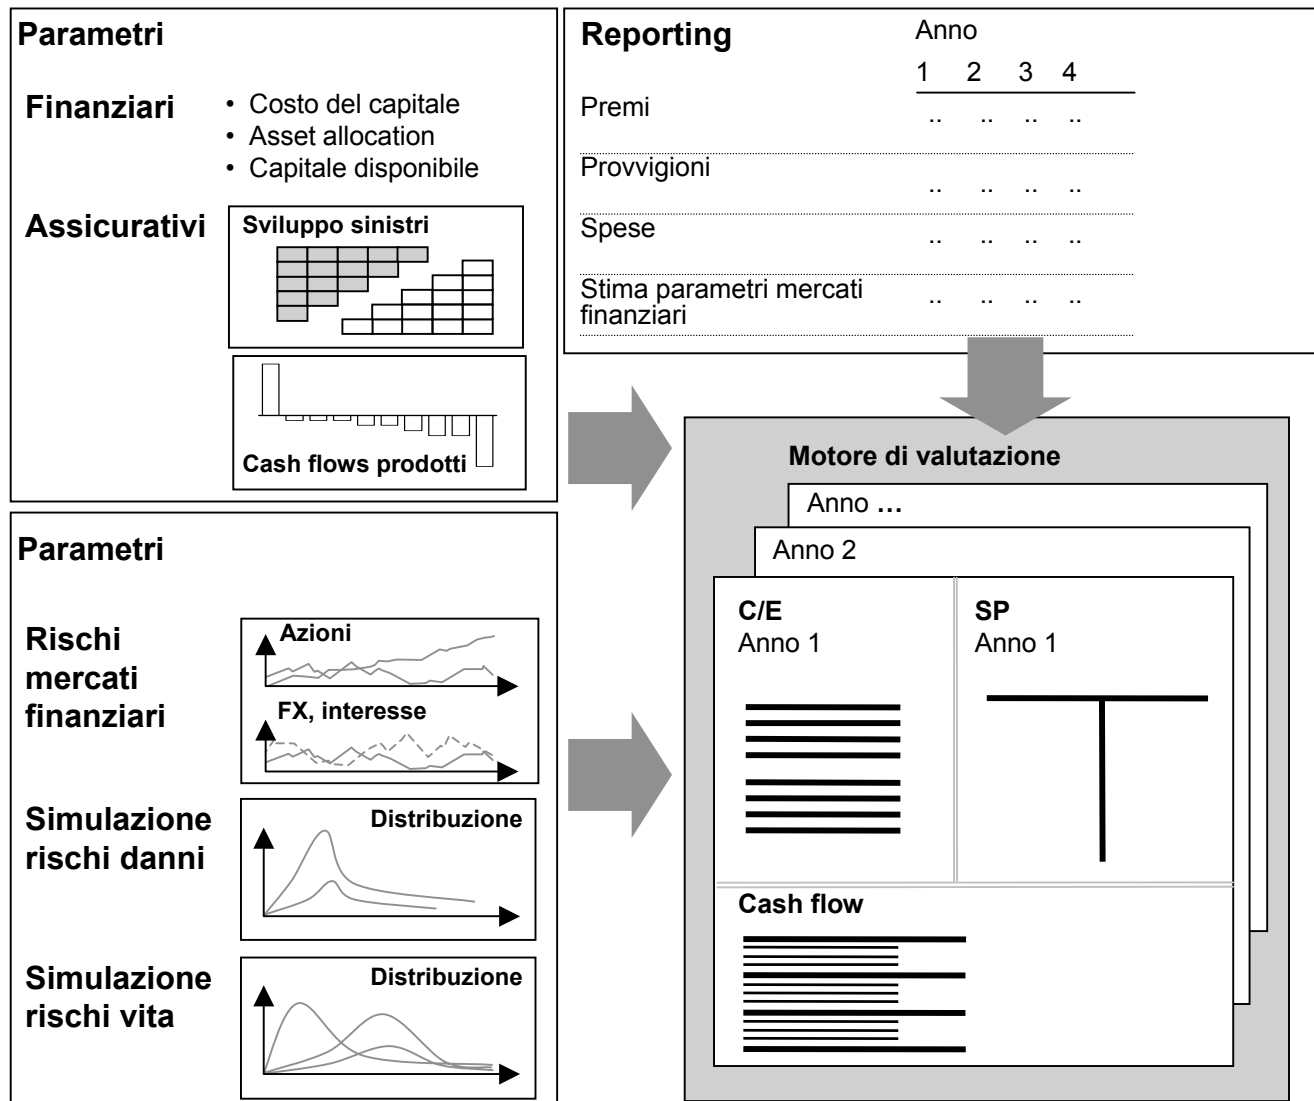 Parametri
Finanziari
• Costo del capitale
• Asset allocation
• Capitale disponibile
Assicurativi
Sviluppo sinistri
Cash flows prodotti
Reporting
Anno
1 2 3 4
Premi .. .. .. ..
Provvigioni .. .. .. ..
Spese .. .. .. ..
Stima parametri mercati
finanziari .. .. .. ..
Parametri
Rischi
mercati
finanziari
Azioni
FX, interesse
Simulazione
rischi danni
Distribuzione
Simulazione
rischi vita
Distribuzione
Motore di valutazione
Anno ...
Anno 2
C/E
Anno 1
SP
Anno 1
Cash flow